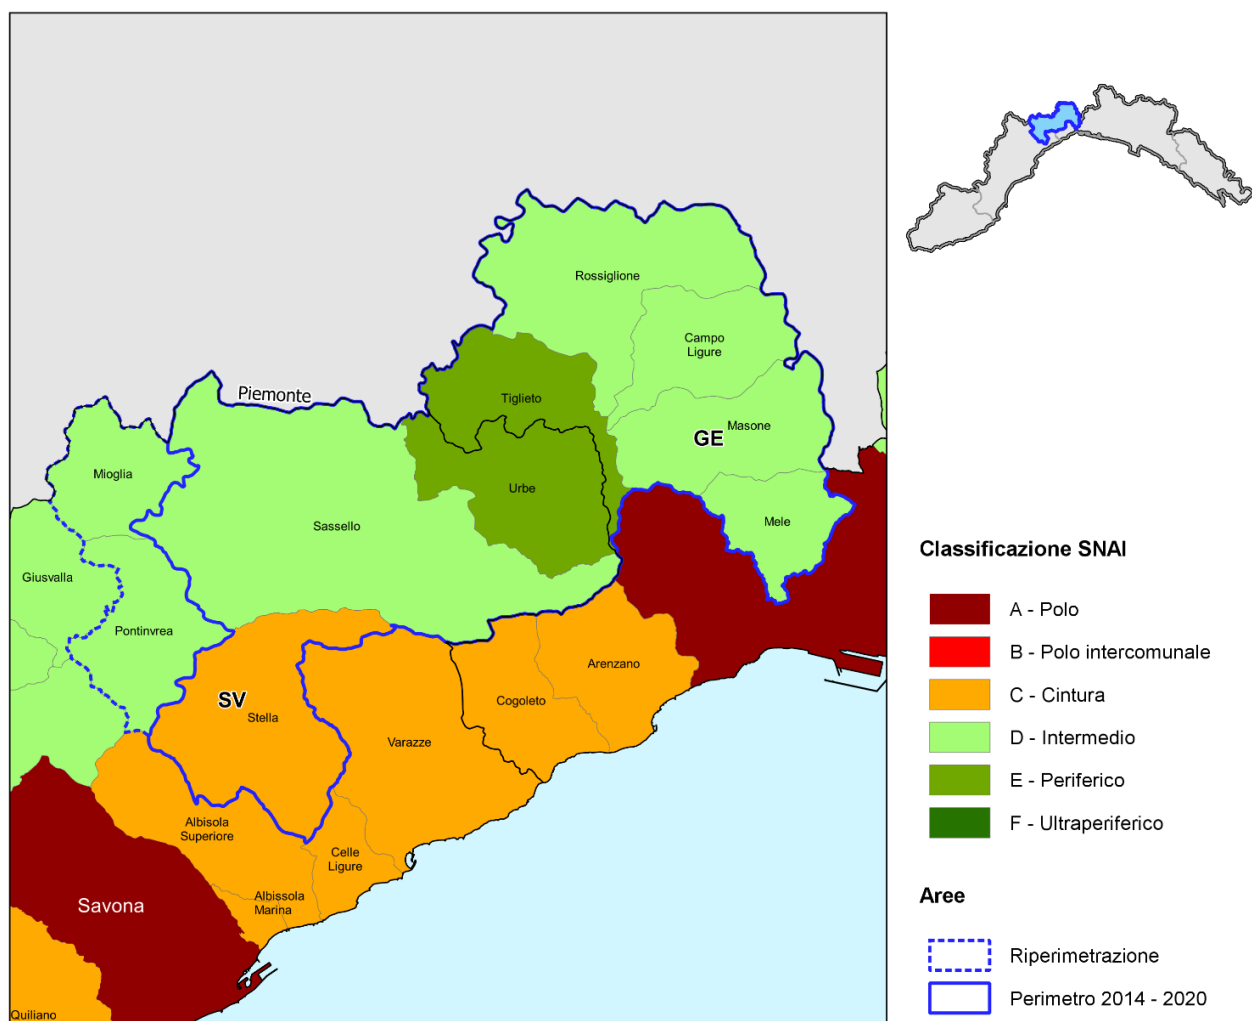 Rossiglione
Campo
Ligure
Piemonte
Tiglieto
Masone
GE
Mioglia
Urbe
Mele
Sassello
Giusvalla
Pontinvrea
Arenzano
SV
Stella
Cogoleto
Varazze
Albisola
Superiore
Celle
Ligure
Albissola
Marina
Savona
Quiliano
Classificazione SNAI
A - Polo
B - Polo intercomunale
C - Cintura
D - Intermedio
E - Periferico
F - Ultraperiferico
Aree
Riperimetrazione
Perimetro 2014 - 2020